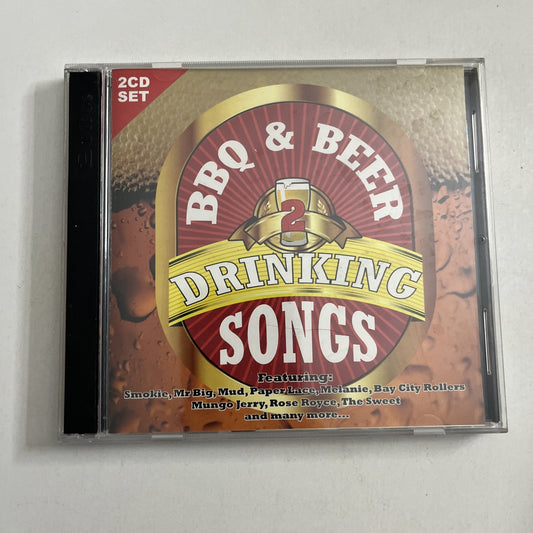 2CD
SET
BBQ & BEER
2
DRINKING
SONGS
Featuring:
Smokie, Mr Big, Mud, Paper Lace, Melanie, Bay City Rollers
Mungo Jerry, Rose Royce, The Sweet
and many more...